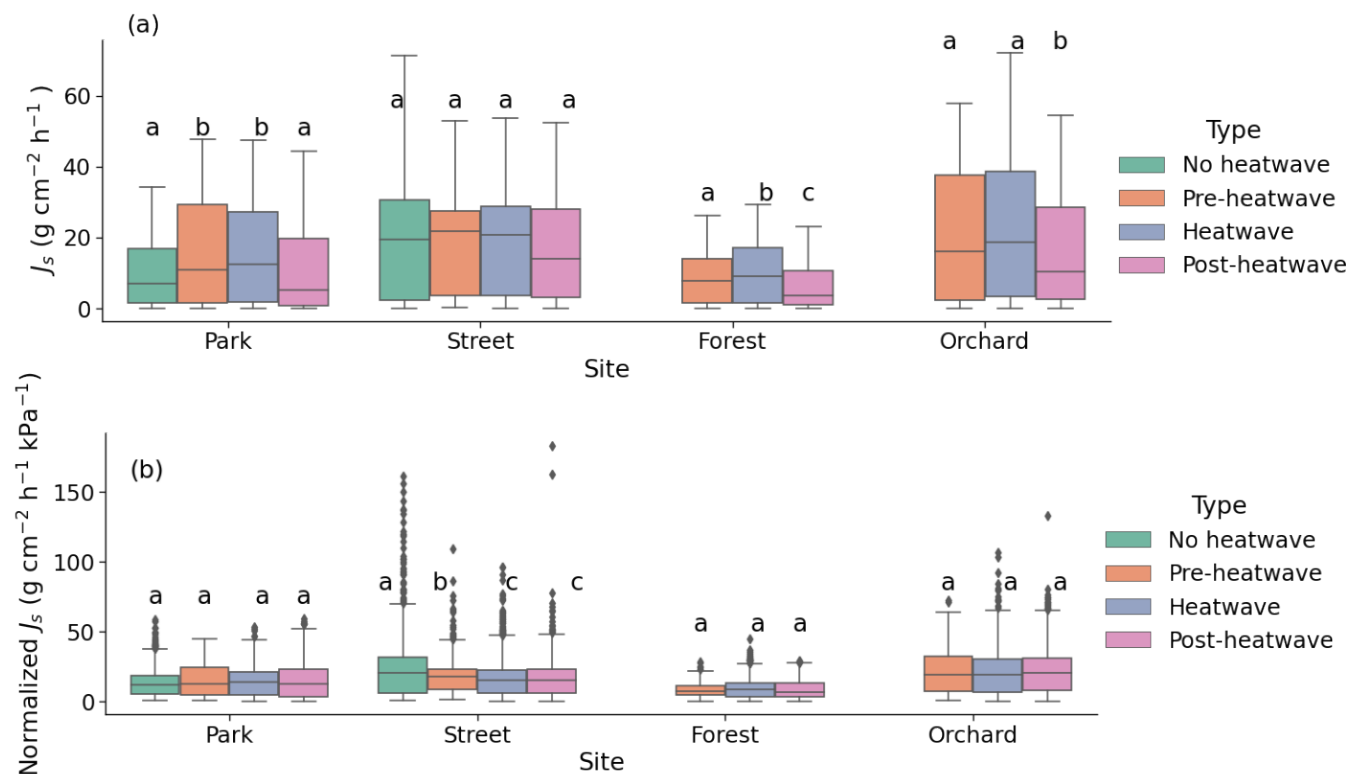 (a)
J_s (g cm⁻² h⁻¹ )
60
40
20
0
a b b a
a a a a
a b c
a a b
Park Street Forest Orchard
Site
Type
No heatwave
Pre-heatwave
Heatwave
Post-heatwave
(b)
Normalized J_s (g cm⁻² h⁻¹ kPa⁻¹)
150
100
50
0
a a a a
a b c c
a a a
a a a
Park Street Forest Orchard
Site
Type
No heatwave
Pre-heatwave
Heatwave
Post-heatwave